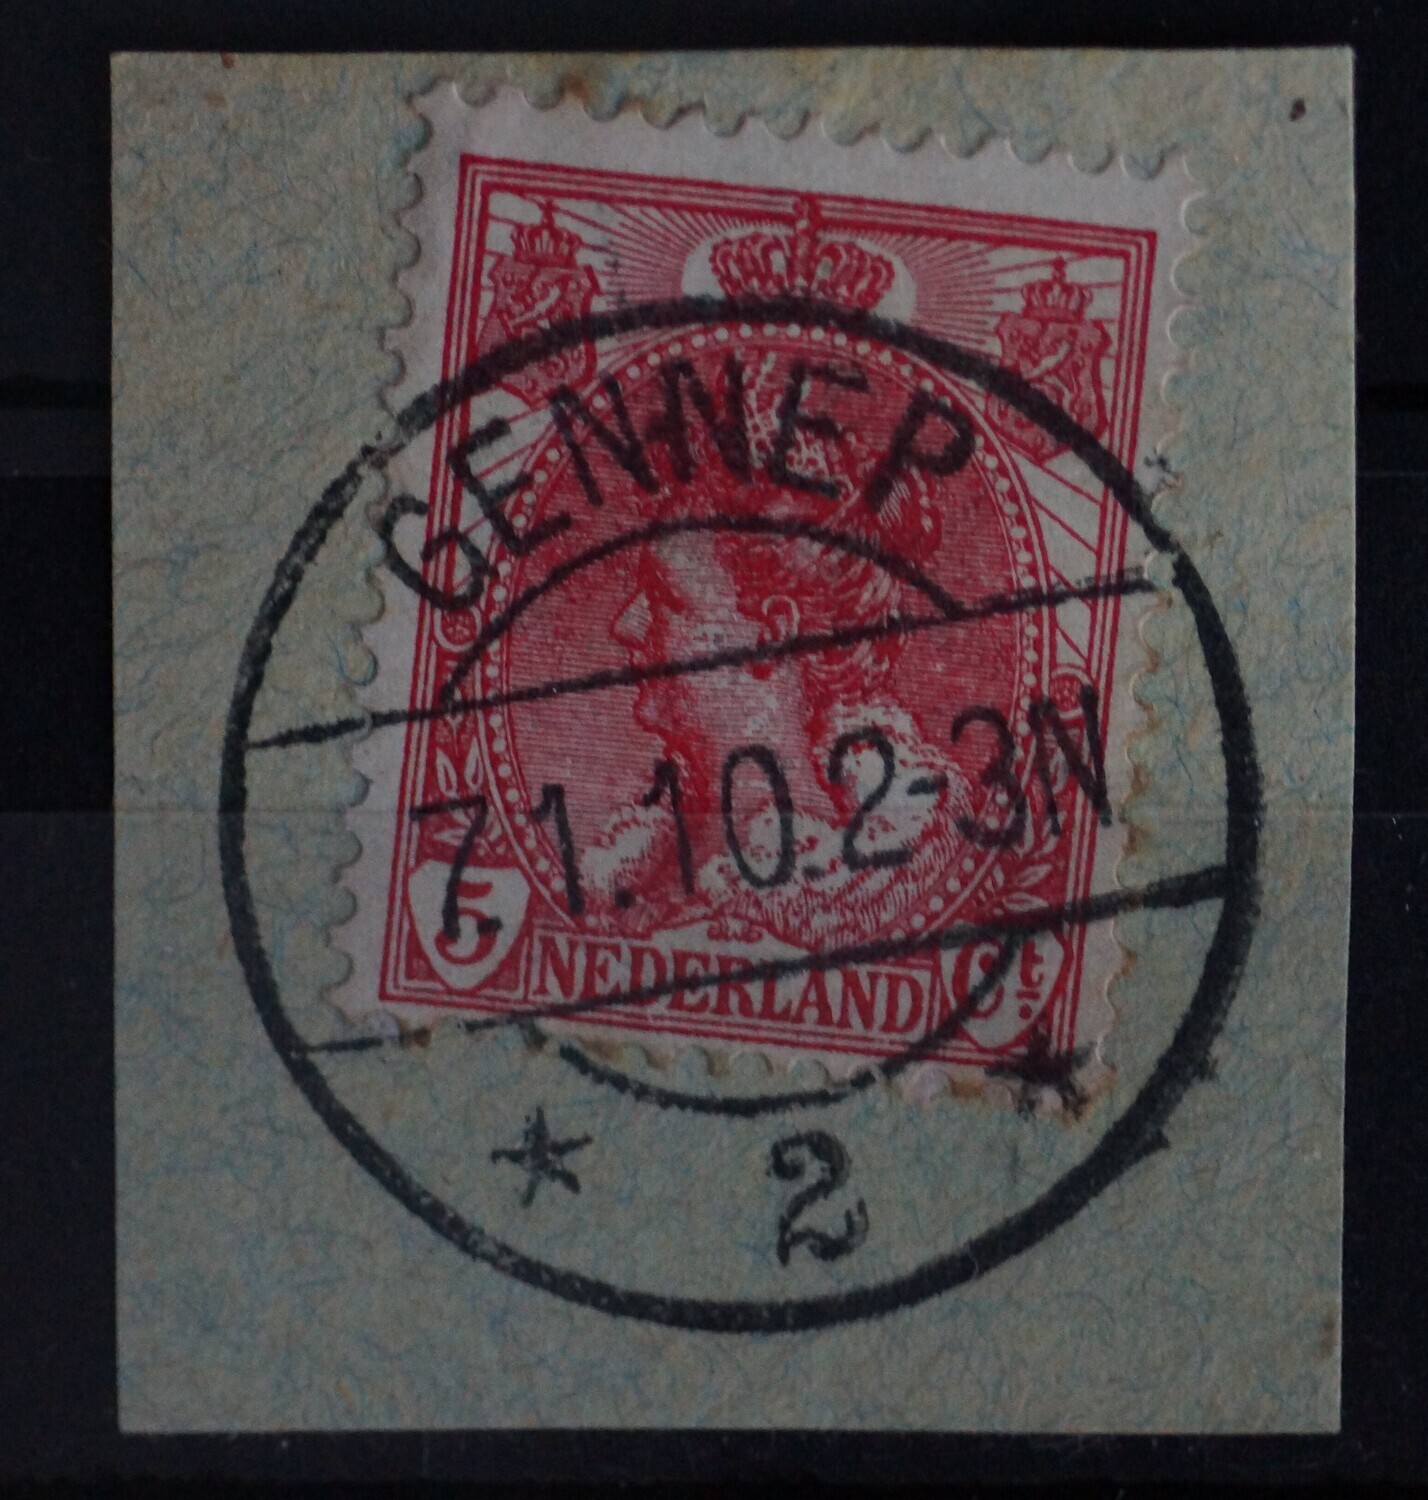 GENNEP
7.1.10.2-3N
5 NEDERLAND Ct.
* 2 *